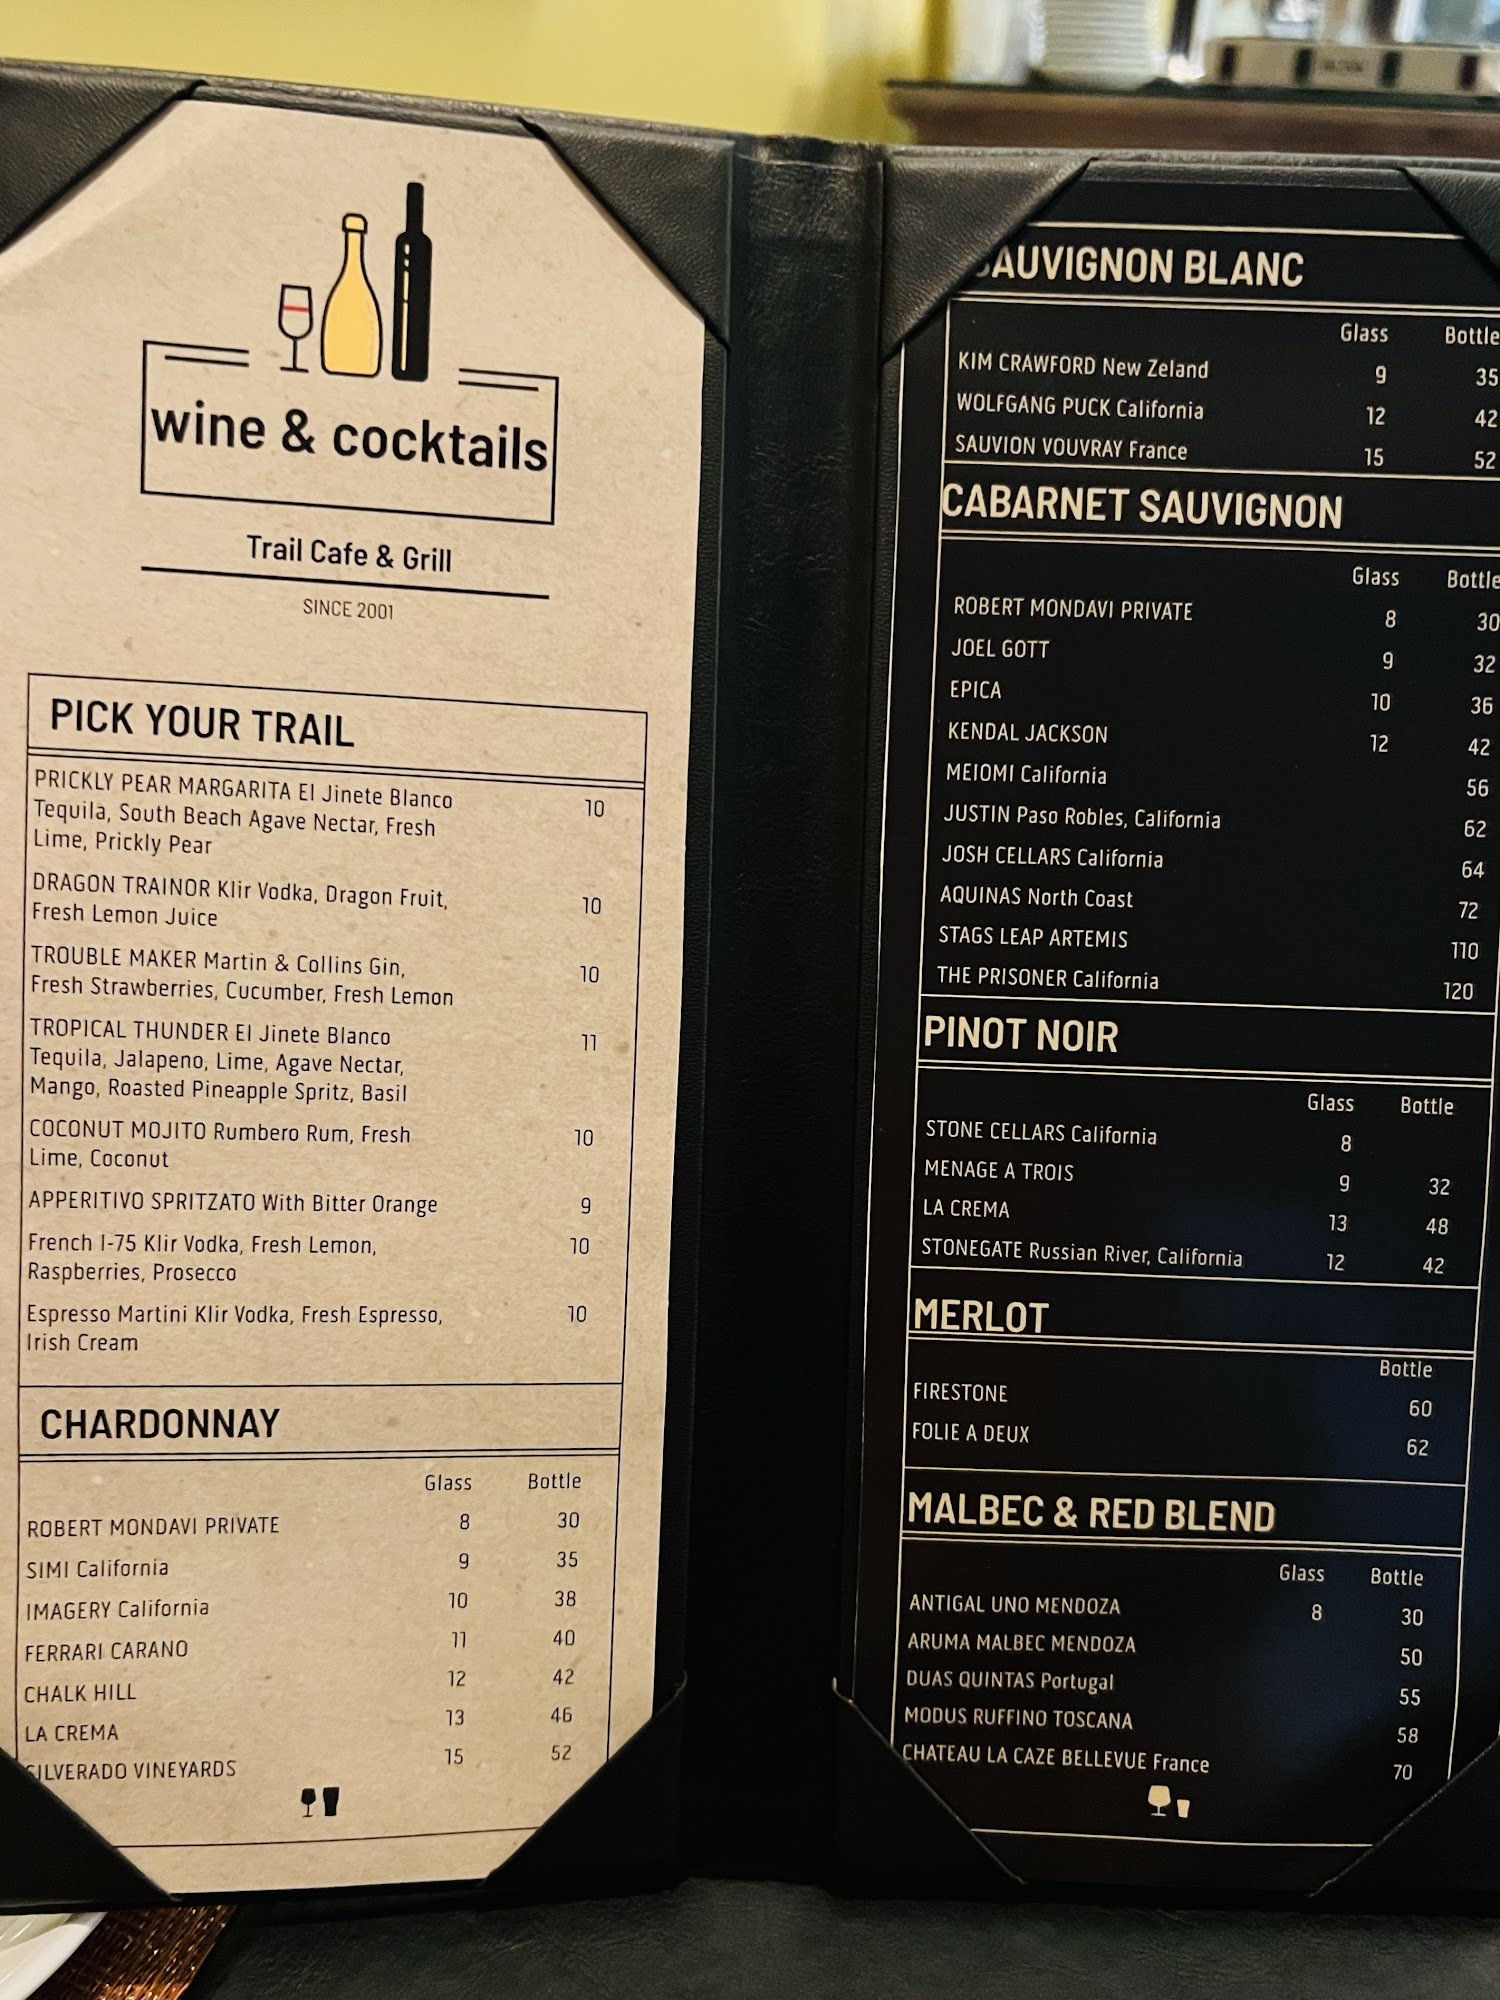 wine & cocktails
Trail Cafe & Grill
SINCE 2001
PICK YOUR TRAIL
PRICKLY PEAR MARGARITA El Jinete Blanco 10
Tequila, South Beach Agave Nectar, Fresh
Lime, Prickly Pear
DRAGON TRAINOR Klir Vodka, Dragon Fruit, 10
Fresh Lemon Juice
TROUBLE MAKER Martin & Collins Gin, 10
Fresh Strawberries, Cucumber, Fresh Lemon
TROPICAL THUNDER El Jinete Blanco 11
Tequila, Jalapeno, Lime, Agave Nectar,
Mango, Roasted Pineapple Spritz, Basil
COCONUT MOJITO Rumbero Rum, Fresh 10
Lime, Coconut
APPERITIVO SPRITZATO With Bitter Orange 9
French I-75 Klir Vodka, Fresh Lemon, 10
Raspberries, Prosecco
Espresso Martini Klir Vodka, Fresh Espresso, 10
Irish Cream
CHARDONNAY
Glass Bottle
ROBERT MONDAVI PRIVATE 8 30
SIMI California 9 35
IMAGERY California 10 38
FERRARI CARANO 11 40
CHALK HILL 12 42
LA CREMA 13 46
SILVERADO VINEYARDS 15 52
SAUVIGNON BLANC
Glass Bottle
KIM CRAWFORD New Zeland 9 35
WOLFGANG PUCK California 12 42
SAUVION VOUVRAY France 15 52
CABARNET SAUVIGNON
Glass Bottle
ROBERT MONDAVI PRIVATE 8 30
JOEL GOTT 9 32
EPICA 10 36
KENDAL JACKSON 12 42
MEIOMI California 56
JUSTIN Paso Robles, California 62
JOSH CELLARS California 64
AQUINAS North Coast 72
STAGS LEAP ARTEMIS 110
THE PRISONER California 120
PINOT NOIR
Glass Bottle
STONE CELLARS California 8
MENAGE A TROIS 9 32
LA CREMA 13 48
STONEGATE Russian River, California 12 42
MERLOT
Bottle
FIRESTONE 60
FOLIE A DEUX 62
MALBEC & RED BLEND
Glass Bottle
ANTIGAL UNO MENDOZA 8 30
ARUMA MALBEC MENDOZA 50
DUAS QUINTAS Portugal 55
MODUS RUFFINO TOSCANA 58
CHATEAU LA CAZE BELLEVUE France 70